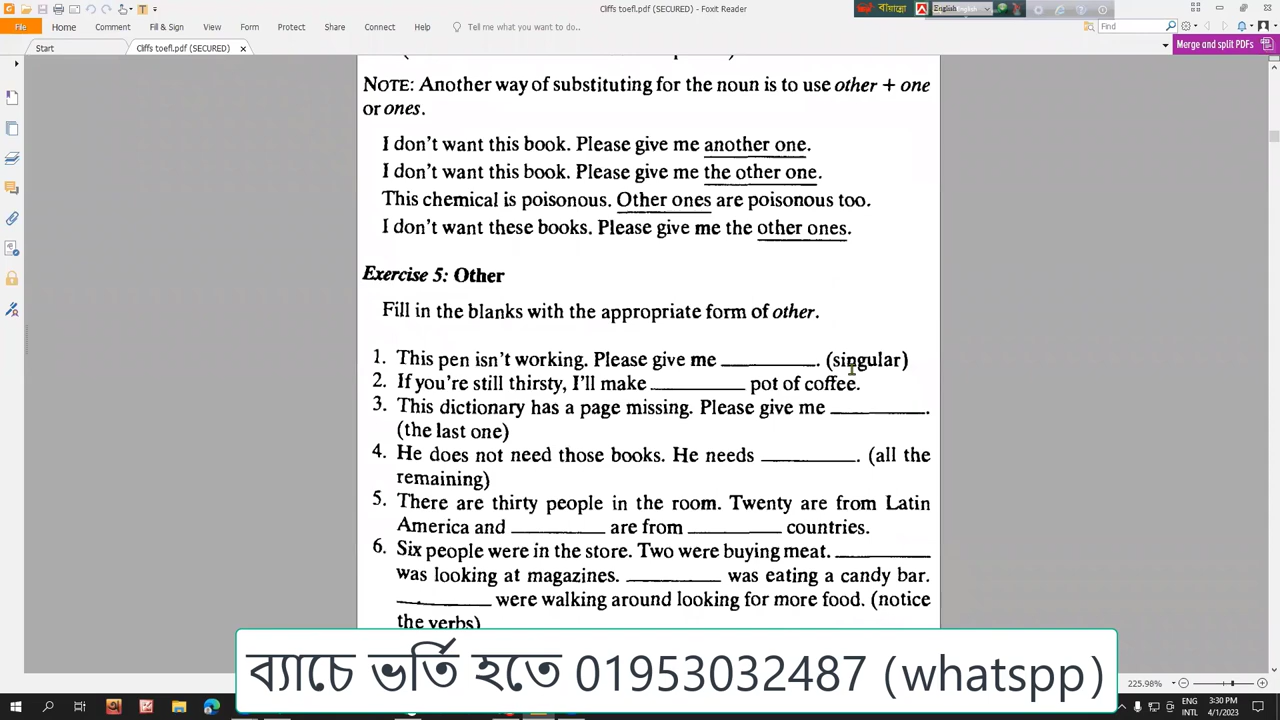 Cliffs toefl.pdf (SECURED) - Foxit Reader
বায়ান্নো
English
File
Home
Comment
Fill & Sign
View
Form
Protect
Share
Connect
Help
Tell me what you want to do..
Find
Start
Cliffs toefl.pdf (SECURED)
Merge and split PDFs
NOTE: Another way of substituting for the noun is to use other + one
or ones.
I don't want this book. Please give me another one.
I don't want this book. Please give me the other one.
This chemical is poisonous. Other ones are poisonous too.
I don't want these books. Please give me the other ones.
Exercise 5: Other
Fill in the blanks with the appropriate form of other.
1. This pen isn't working. Please give me ________. (singular)
2. If you're still thirsty, I'll make ________ pot of coffee.
3. This dictionary has a page missing. Please give me ________.
(the last one)
4. He does not need those books. He needs ________. (all the
remaining)
5. There are thirty people in the room. Twenty are from Latin
America and ________ are from ________ countries.
6. Six people were in the store. Two were buying meat. ________
was looking at magazines. ________ was eating a candy bar.
________ were walking around looking for more food. (notice
the verbs)
ব্যাচে ভর্তি হতে 01953032487 (whatspp)
225.98%
ENG
INTL
3:30 PM
4/1/2023